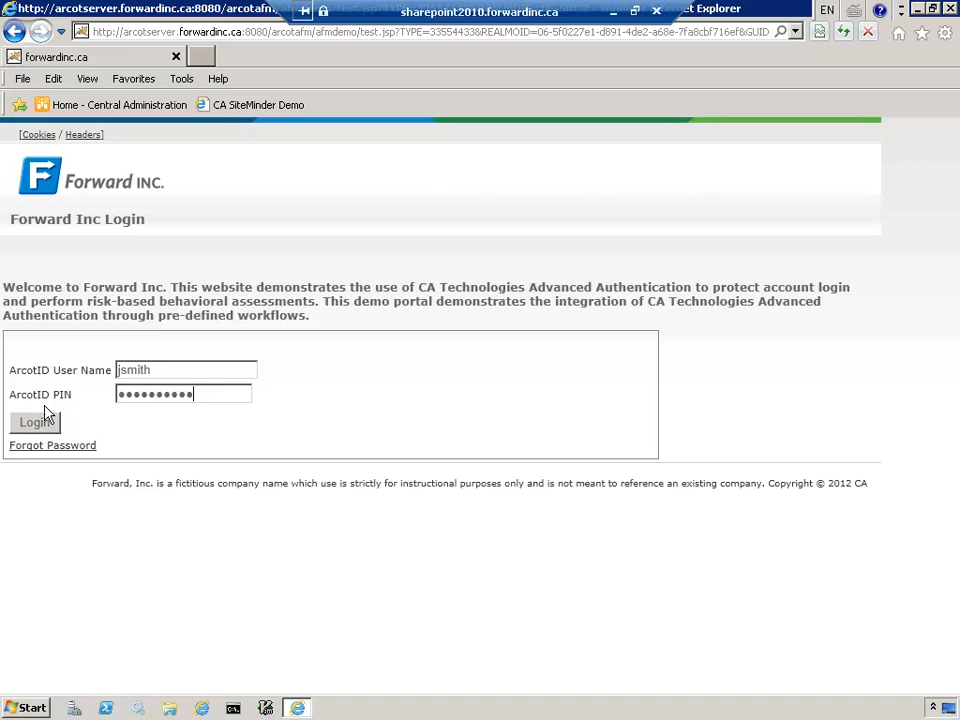 http://arcotserver.forwardinc.ca:8080/arcotafm sharepoint2010.forwardinc.ca et Explorer EN
http://arcotserver.forwardinc.ca:8080/arcotafm/afmdemo/test.jsp?TYPE=33554433&REALMOID=06-5f0227e1-d891-4de2-a68e-7fa3cbf716ef&GUID
forwardinc.ca
File Edit View Favorites Tools Help
Home - Central Administration CA SiteMinder Demo
[Cookies / Headers]
F Forward INC.
Forward Inc Login
Welcome to Forward Inc. This website demonstrates the use of CA Technologies Advanced Authentication to protect account login
and perform risk-based behavioral assessments. This demo portal demonstrates the integration of CA Technologies Advanced
Authentication through pre-defined workflows.
ArcotID User Name jsmith
ArcotID PIN ••••••••••
Login
Forgot Password
Forward, Inc. is a fictitious company name which use is strictly for instructional purposes only and is not meant to reference an existing company. Copyright © 2012 CA
Start